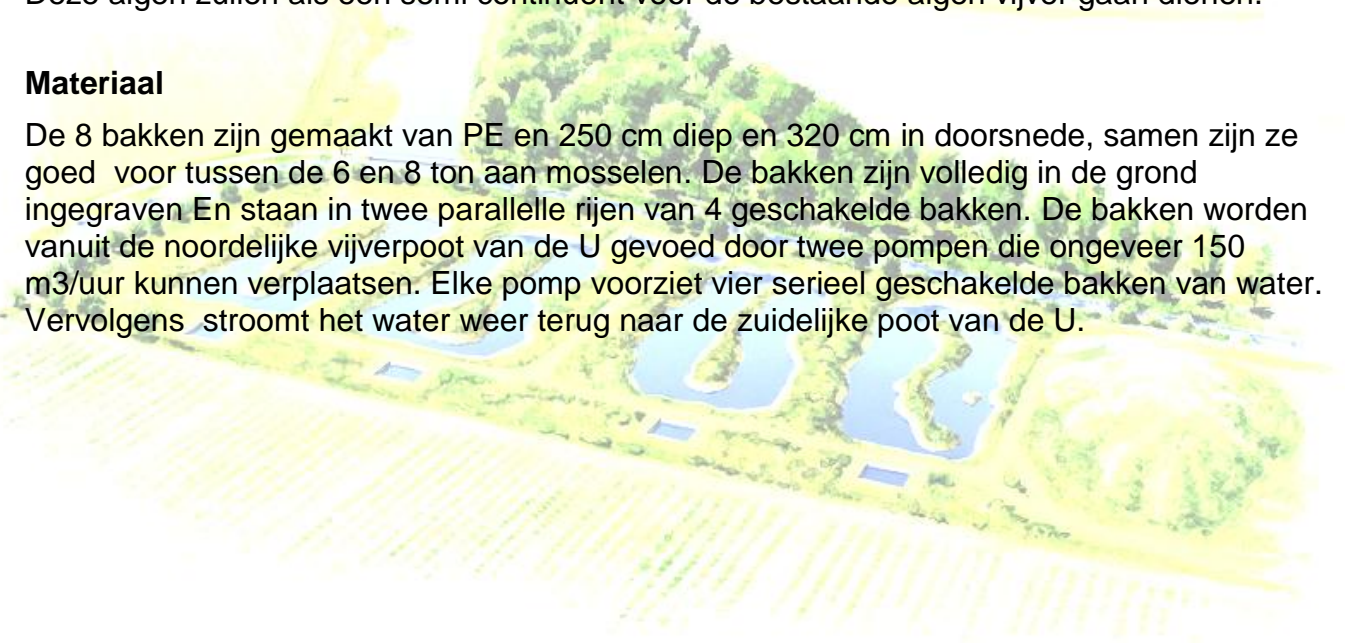 Materiaal
De 8 bakken zijn gemaakt van PE en 250 cm diep en 320 cm in doorsnede, samen zijn ze
goed voor tussen de 6 en 8 ton aan mosselen. De bakken zijn volledig in de grond
ingegraven En staan in twee parallelle rijen van 4 geschakelde bakken. De bakken worden
vanuit de noordelijke vijverpoot van de U gevoed door twee pompen die ongeveer 150
m3/uur kunnen verplaatsen. Elke pomp voorziet vier serieel geschakelde bakken van water.
Vervolgens stroomt het water weer terug naar de zuidelijke poot van de U.